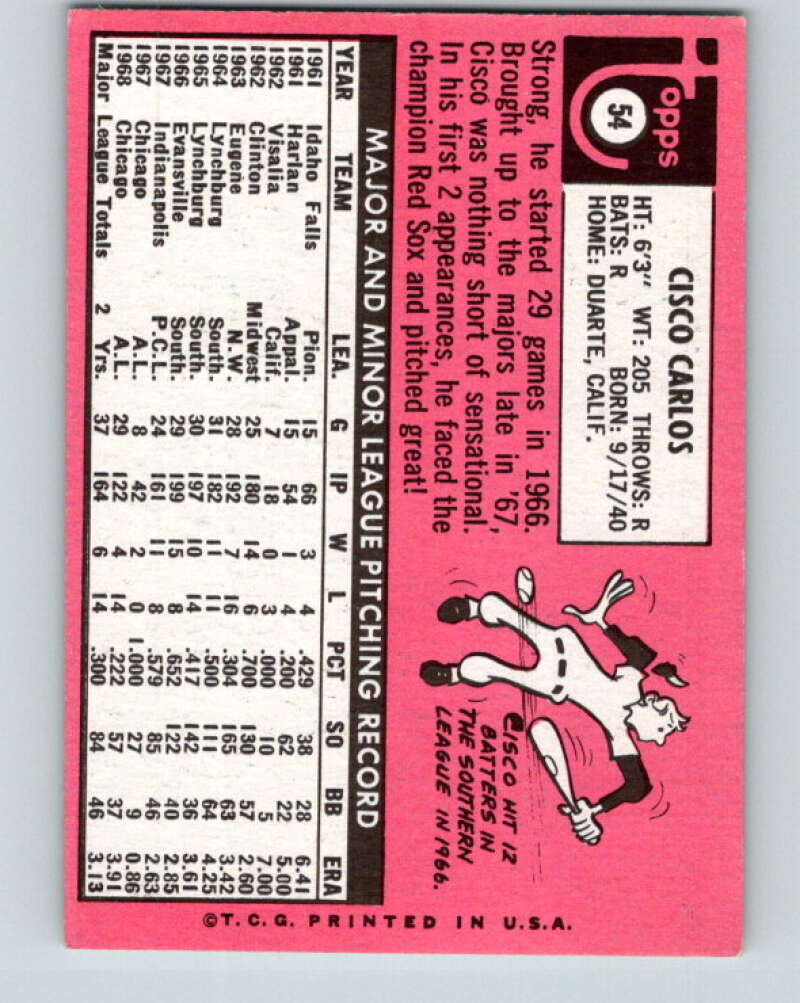 Topps
54
CISCO CARLOS
HT: 6'3" WT: 205 THROWS: R
BATS: R BORN: 9/17/40
HOME: DUARTE, CALIF.
Strong, he started 29 games in 1966.
Brought up to the majors late in '67,
Cisco was nothing short of sensational.
In his first 2 appearances, he faced the
champion Red Sox and pitched great!
CISCO HIT 12
BATTERS IN
THE SOUTHERN
LEAGUE IN 1966.
MAJOR AND MINOR LEAGUE PITCHING RECORD
YEAR TEAM LEA. G IP W L PCT SO BB ERA
1961 Idaho Falls Pion. 15 66 3 4 .429 38 28 6.41
1961 Harlan Appal. 15 54 1 4 .200 62 22 5.00
1962 Visalia Calif. 7 18 0 3 .000 10 5 7.00
1962 Clinton Midwest 25 180 14 6 .700 130 57 2.60
1963 Eugene N.W. 28 192 7 16 .304 165 63 3.42
1964 Lynchburg South. 31 182 11 11 .500 111 64 4.25
1965 Lynchburg South. 30 197 10 14 .417 142 36 3.61
1966 Evansville South. 29 199 15 8 .652 122 40 2.85
1967 Indianapolis P.C.L. 24 161 11 8 .579 85 46 2.63
1967 Chicago A.L. 8 42 2 0 1.000 27 9 0.86
1968 Chicago A.L. 29 122 4 14 .222 57 37 3.91
Major League Totals 2 Yrs. 37 164 6 14 .300 84 46 3.13
©T.C.G. PRINTED IN U.S.A.